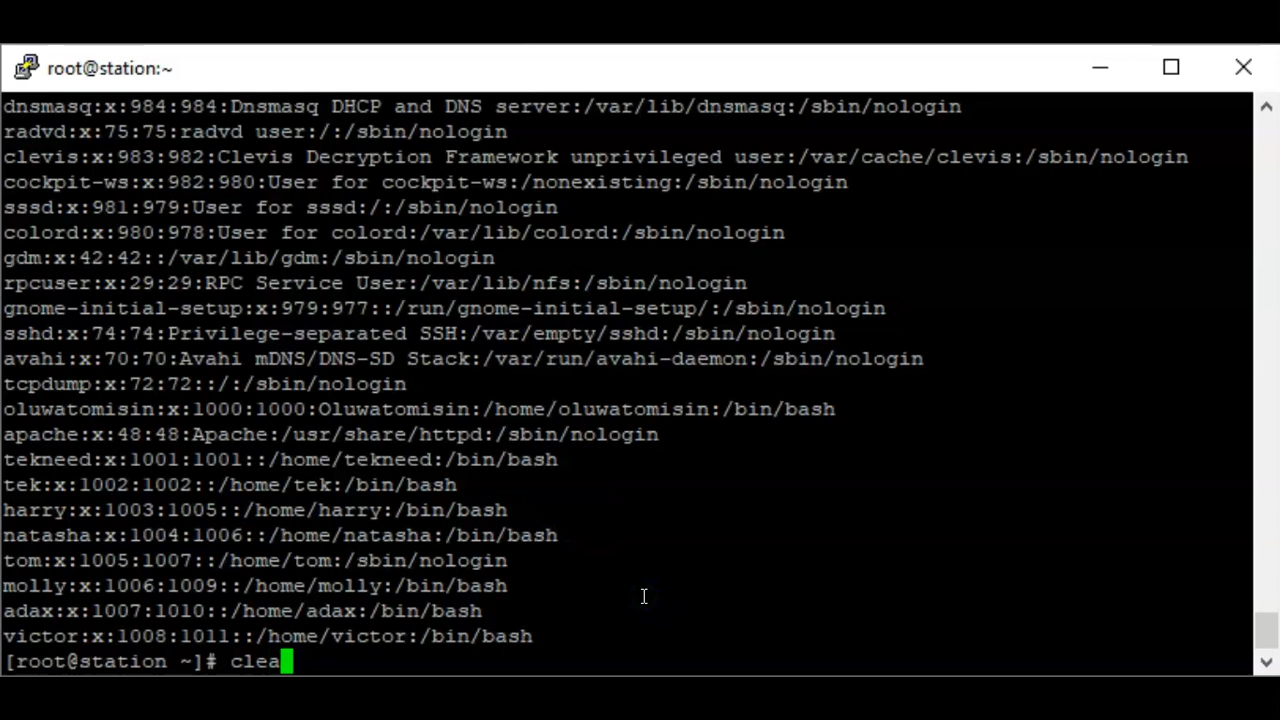 root@station:~
dnsmasq:x:984:984:Dnsmasq DHCP and DNS server:/var/lib/dnsmasq:/sbin/nologin
radvd:x:75:75:radvd user:/:/sbin/nologin
clevis:x:983:982:Clevis Decryption Framework unprivileged user:/var/cache/clevis:/sbin/nologin
cockpit-ws:x:982:980:User for cockpit-ws:/nonexisting:/sbin/nologin
sssd:x:981:979:User for sssd:/:/sbin/nologin
colord:x:980:978:User for colord:/var/lib/colord:/sbin/nologin
gdm:x:42:42::/var/lib/gdm:/sbin/nologin
rpcuser:x:29:29:RPC Service User:/var/lib/nfs:/sbin/nologin
gnome-initial-setup:x:979:977::/run/gnome-initial-setup/:/sbin/nologin
sshd:x:74:74:Privilege-separated SSH:/var/empty/sshd:/sbin/nologin
avahi:x:70:70:Avahi mDNS/DNS-SD Stack:/var/run/avahi-daemon:/sbin/nologin
tcpdump:x:72:72::/:/sbin/nologin
oluwatomisin:x:1000:1000:Oluwatomisin:/home/oluwatomisin:/bin/bash
apache:x:48:48:Apache:/usr/share/httpd:/sbin/nologin
tekneed:x:1001:1001::/home/tekneed:/bin/bash
tek:x:1002:1002::/home/tek:/bin/bash
harry:x:1003:1005::/home/harry:/bin/bash
natasha:x:1004:1006::/home/natasha:/bin/bash
tom:x:1005:1007::/home/tom:/sbin/nologin
molly:x:1006:1009::/home/molly:/bin/bash
adax:x:1007:1010::/home/adax:/bin/bash
victor:x:1008:1011::/home/victor:/bin/bash
[root@station ~]# clea